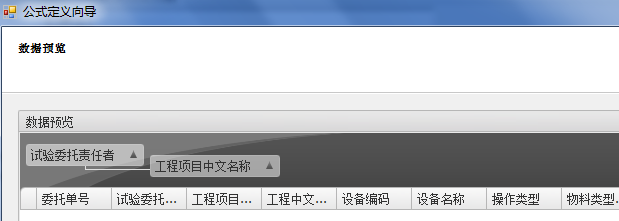 公式定义向导
数据预览
数据预览
试验委托责任者
工程项目中文名称
委托单号 试验委托... 工程项目... 工程中文... 设备编码 设备名称 操作类型 物料类型...